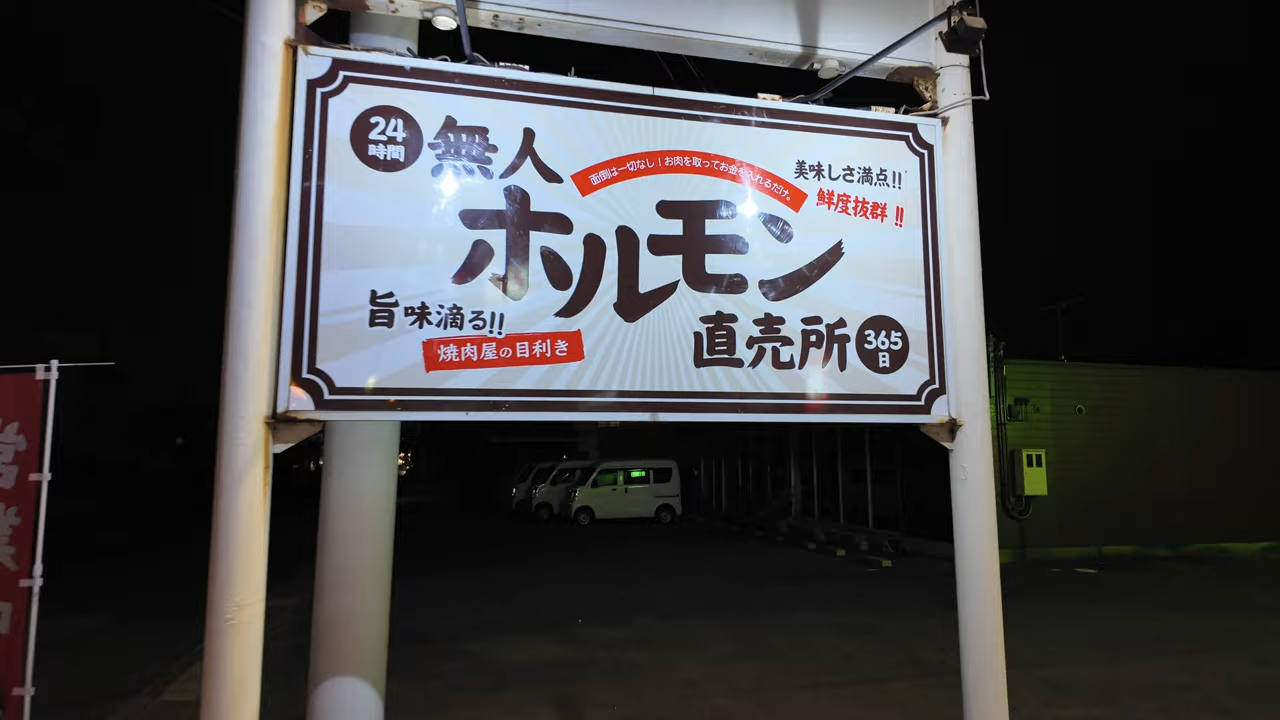 24
時間
無人
面倒は一切なし！お肉を取ってお金を入れるだけ。
美味しさ満点!!
鮮度抜群!!
ホルモン
旨味滴る!!
焼肉屋の目利き
直売所
365
日
営業